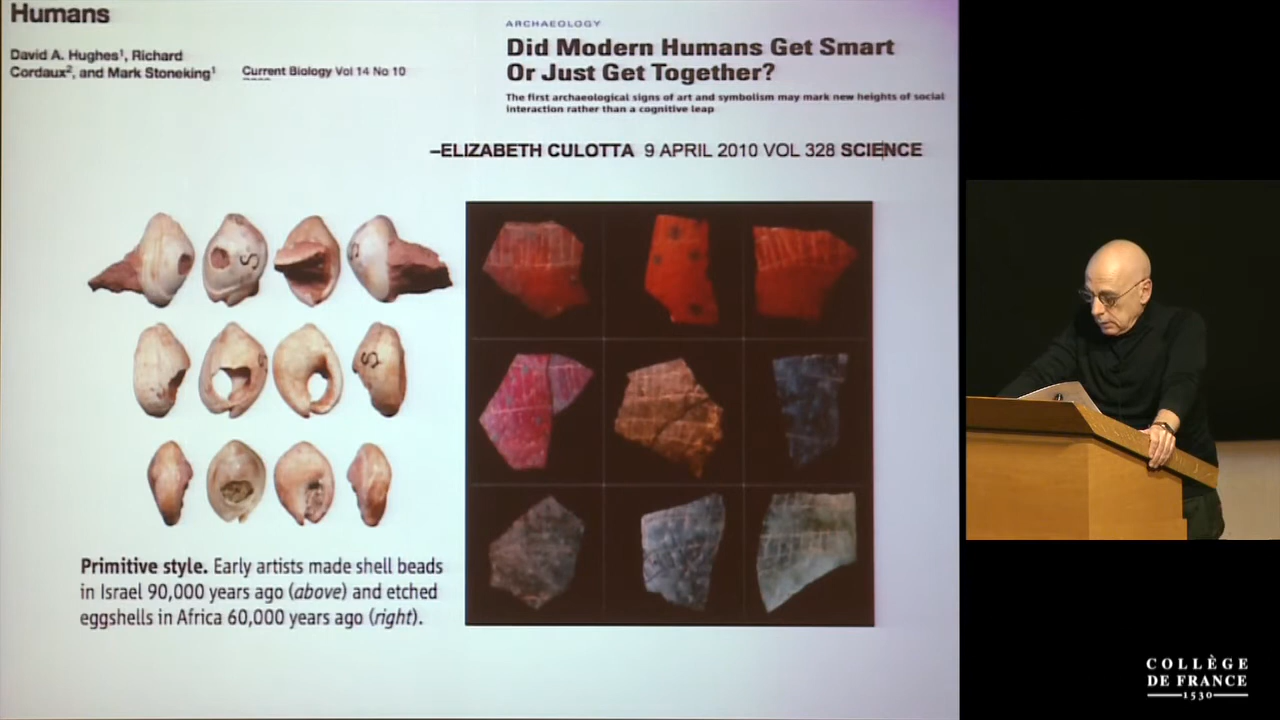 Humans
David A. Hughes¹, Richard
Cordaux², and Mark Stoneking¹
Current Biology Vol 14 No 10
ARCHAEOLOGY
Did Modern Humans Get Smart
Or Just Get Together?
The first archaeological signs of art and symbolism may mark new heights of social
interaction rather than a cognitive leap
–ELIZABETH CULOTTA 9 APRIL 2010 VOL 328 SCIENCE
S
S
S
Primitive style. Early artists made shell beads
in Israel 90,000 years ago (above) and etched
eggshells in Africa 60,000 years ago (right).
COLLÈGE
DE FRANCE
1530